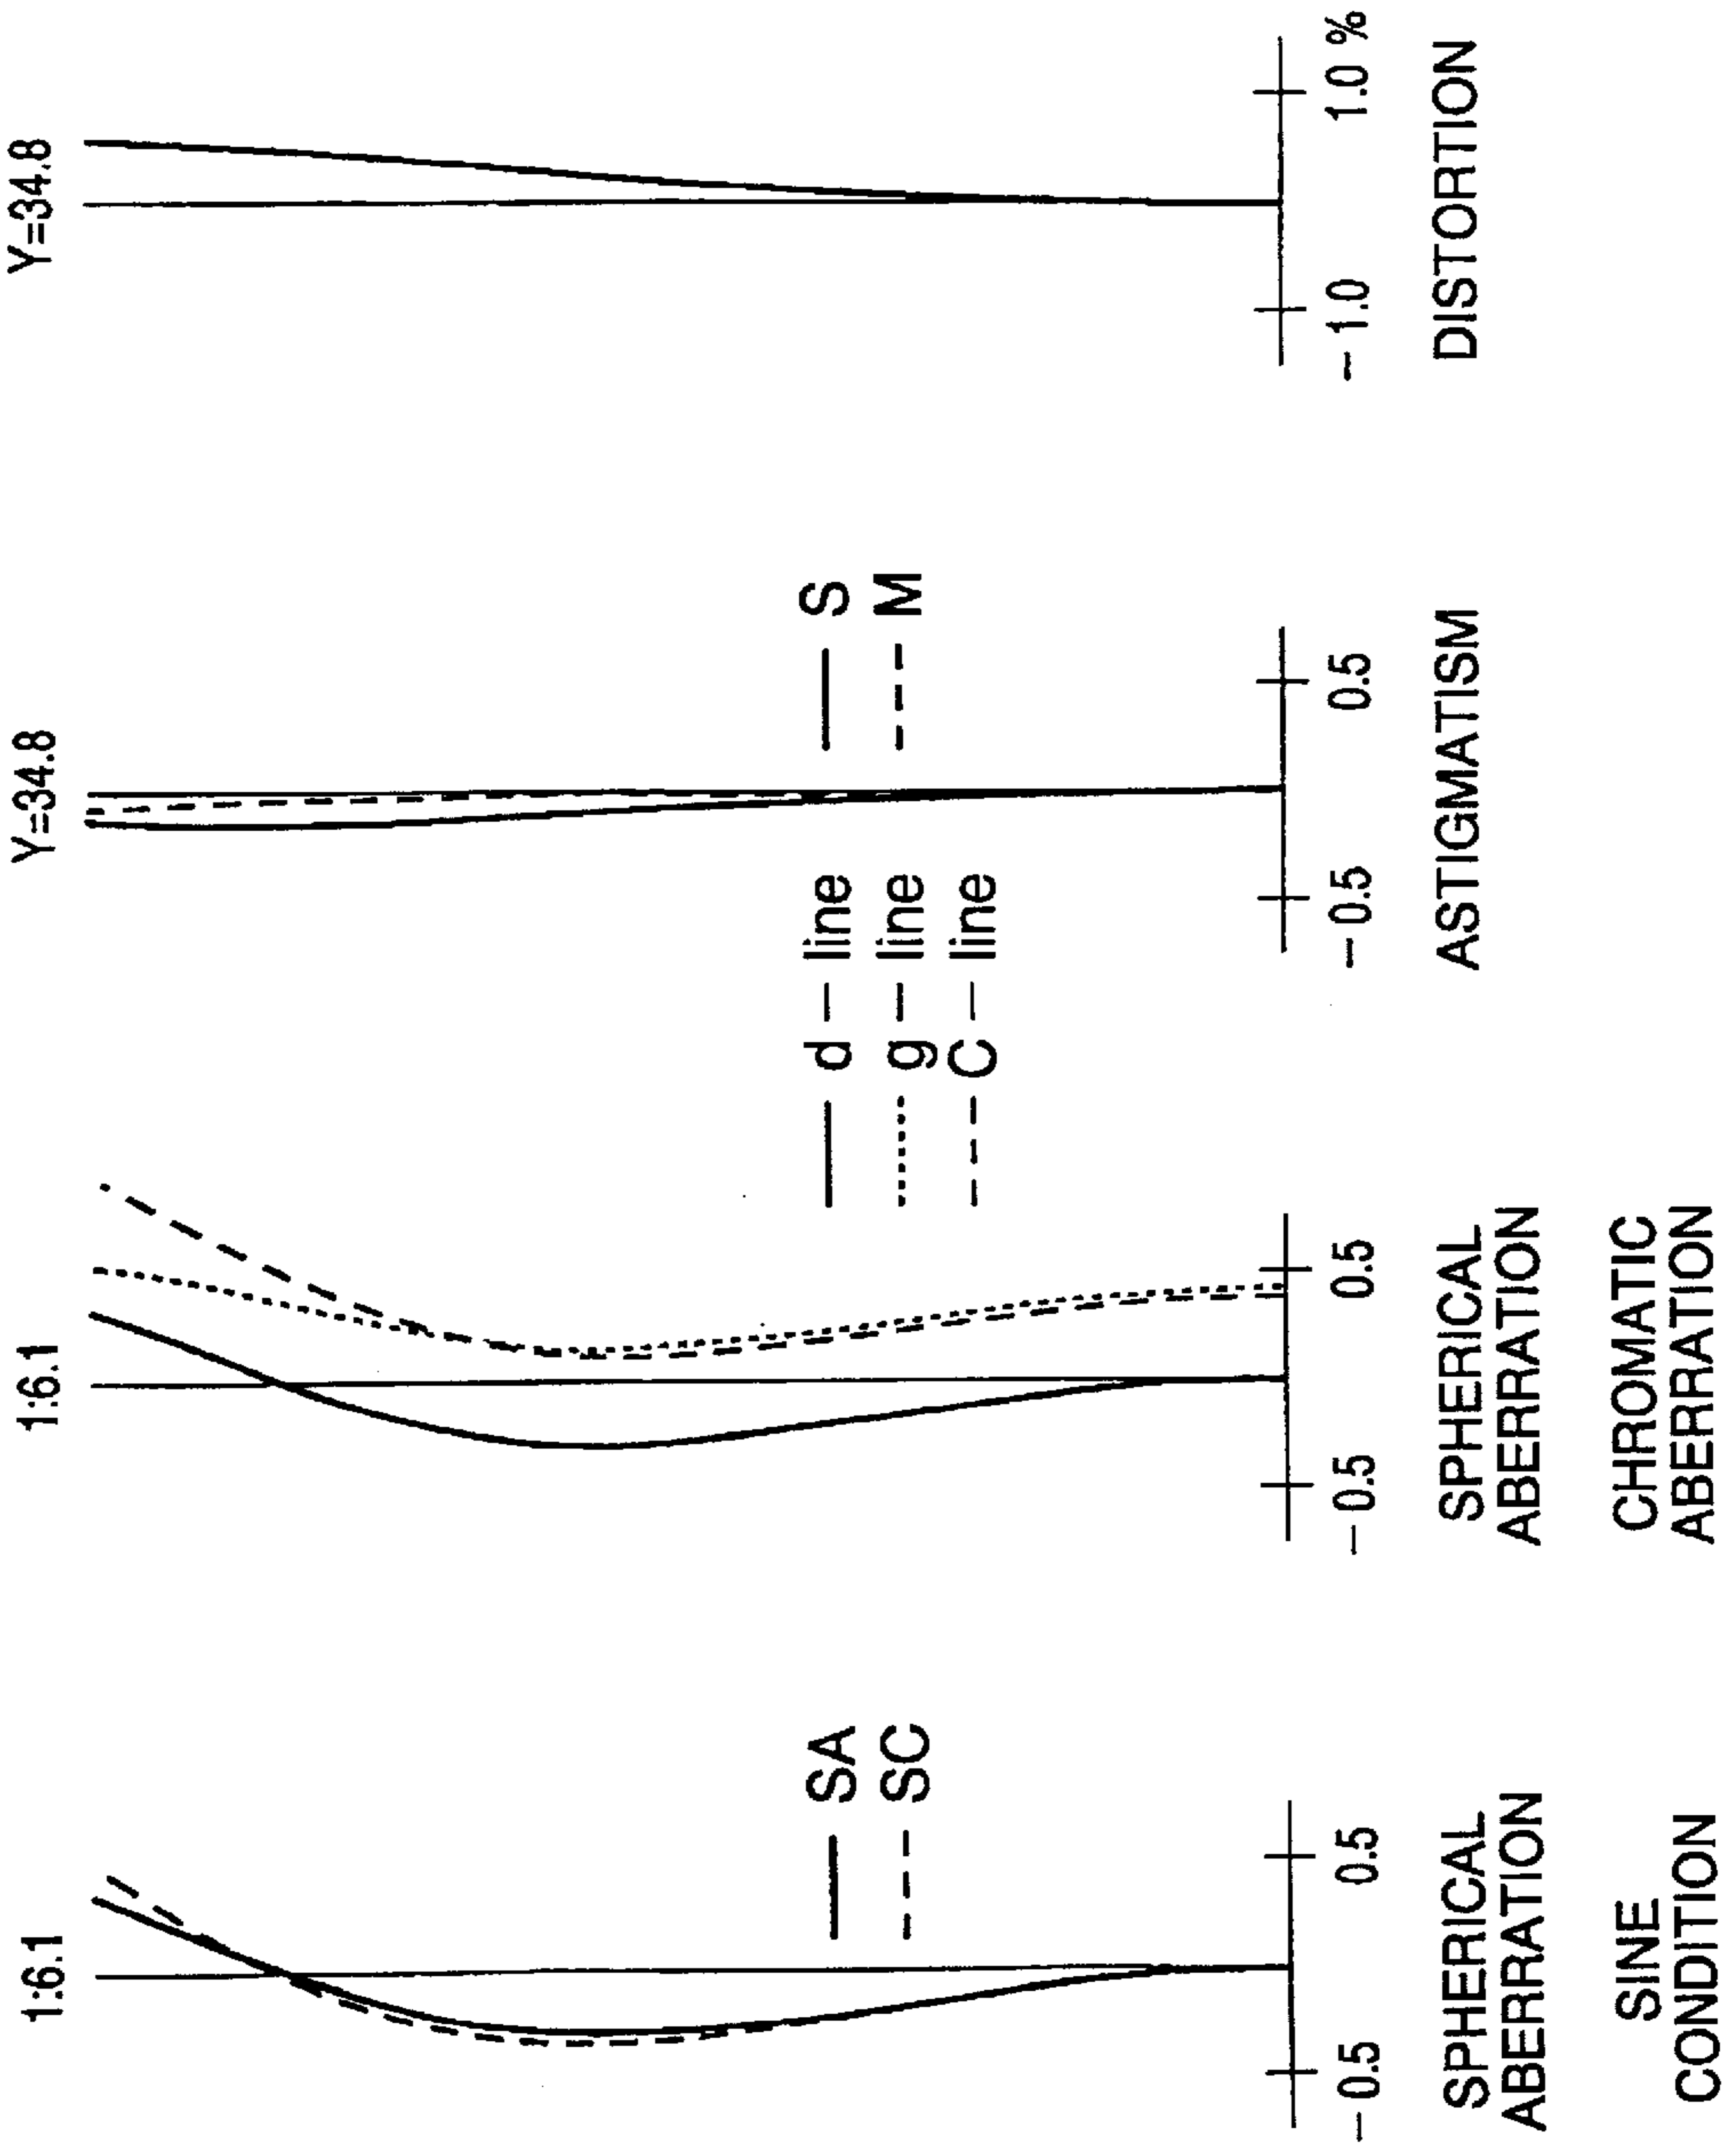 1:6.1
SA
SC
-0.5 0.5
SPHERICAL
ABERRATION
SINE
CONDITION
1:6.1
d - line
g - line
C - line
-0.5 0.5
SPHERICAL
ABERRATION
CHROMATIC
ABERRATION
Y=34.8
S
M
-0.5 0.5
ASTIGMATISM
Y=34.8
-1.0 1.0 %
DISTORTION